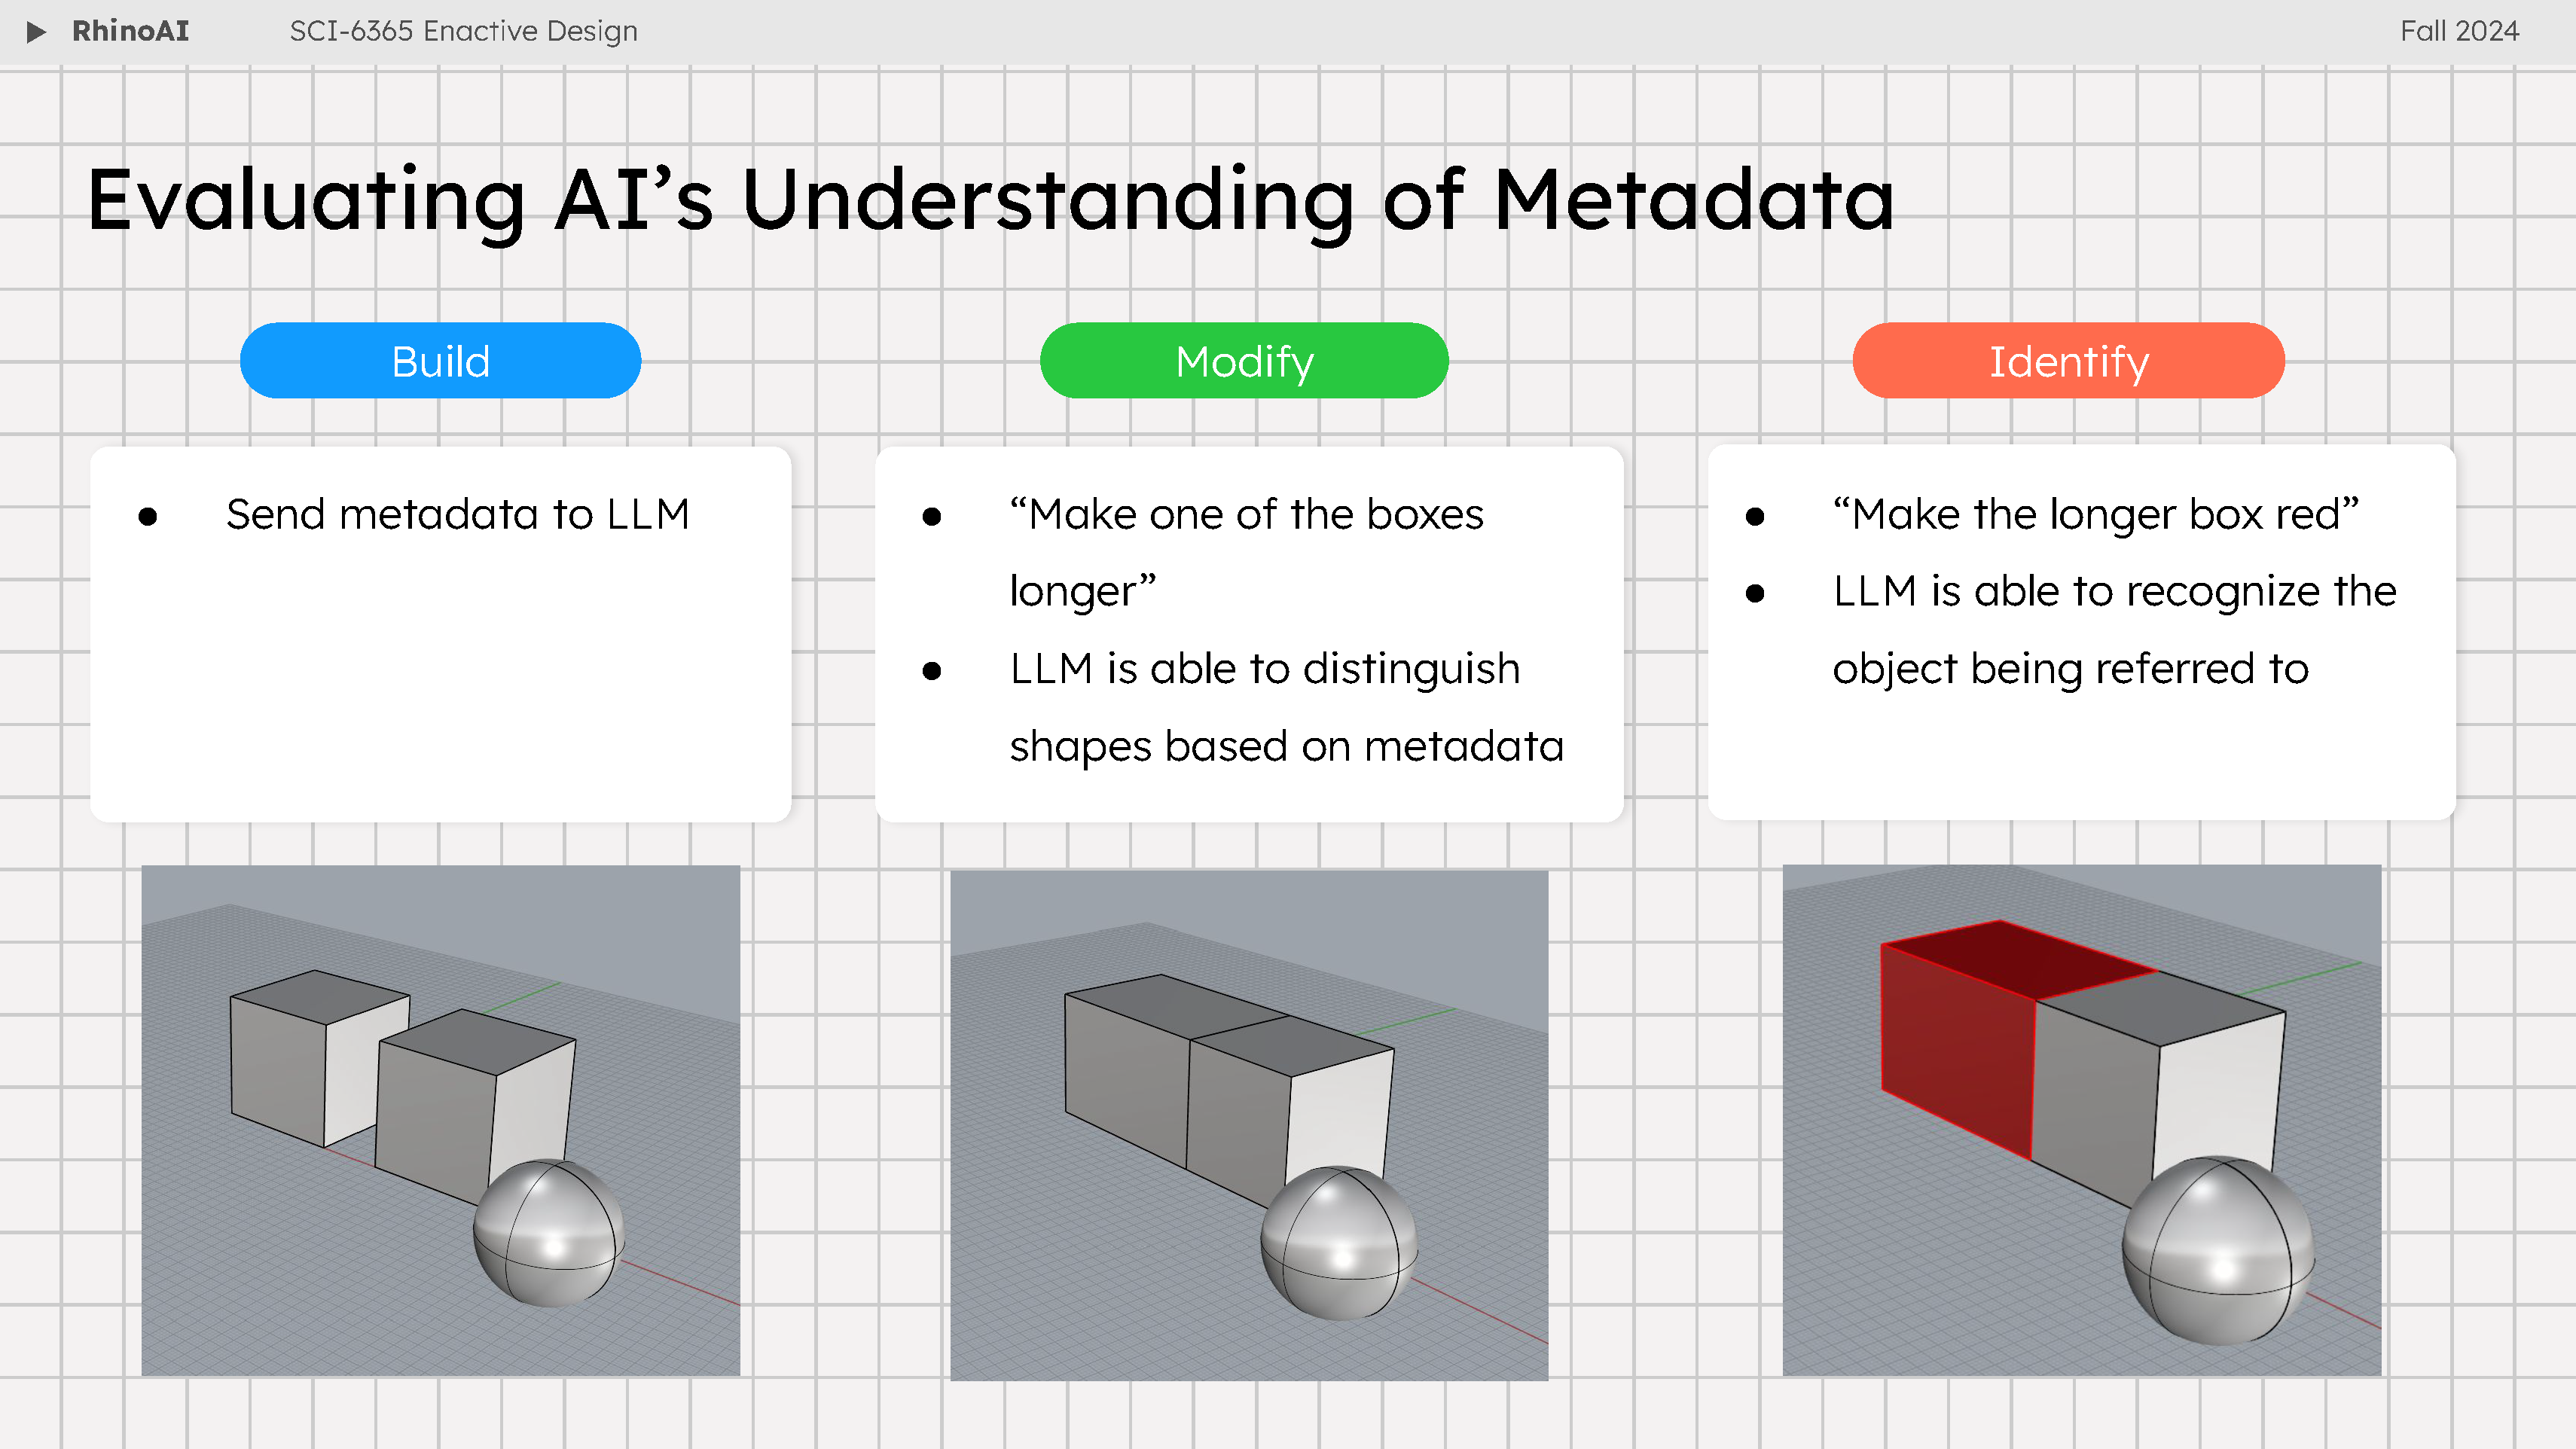 RhinoAI SCI-6365 Enactive Design Fall 2024
Evaluating AI’s Understanding of Metadata
Build
● Send metadata to LLM
Modify
● “Make one of the boxes
longer”
● LLM is able to distinguish
shapes based on metadata
Identify
● “Make the longer box red”
● LLM is able to recognize the
object being referred to